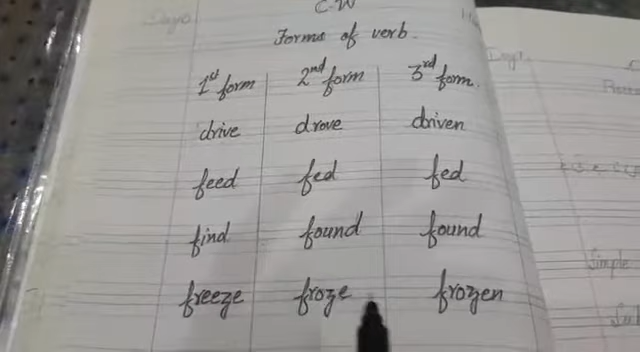 C.W
Forms of verb.
1st form 2nd form 3rd form.
drive drove driven
feed fed fed
find found found
freeze froze frozen
Simple